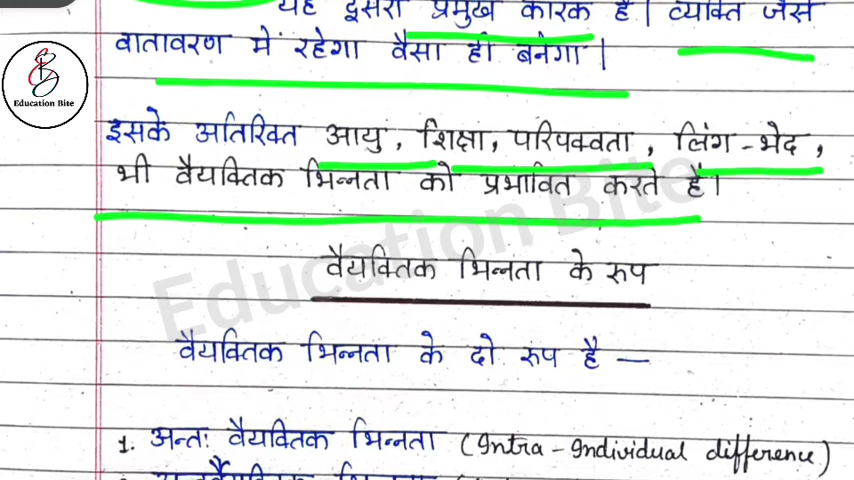 यह दूसरा प्रमुख कारक है| व्यक्ति जैसे
वातावरण में रहेगा वैसा ही बनेगा|
Education Bite
इसके अतिरिक्त आयु, शिक्षा, परिपक्वता, लिंग-भेद,
भी वैयक्तिक भिन्नता को प्रभावित करते है।
Education Bite
वैयक्तिक भिन्नता के रुप
वैयक्तिक भिन्नता के दो रुप है —
1. अन्तः वैयक्तिक भिन्नता (Intra-Individual difference)